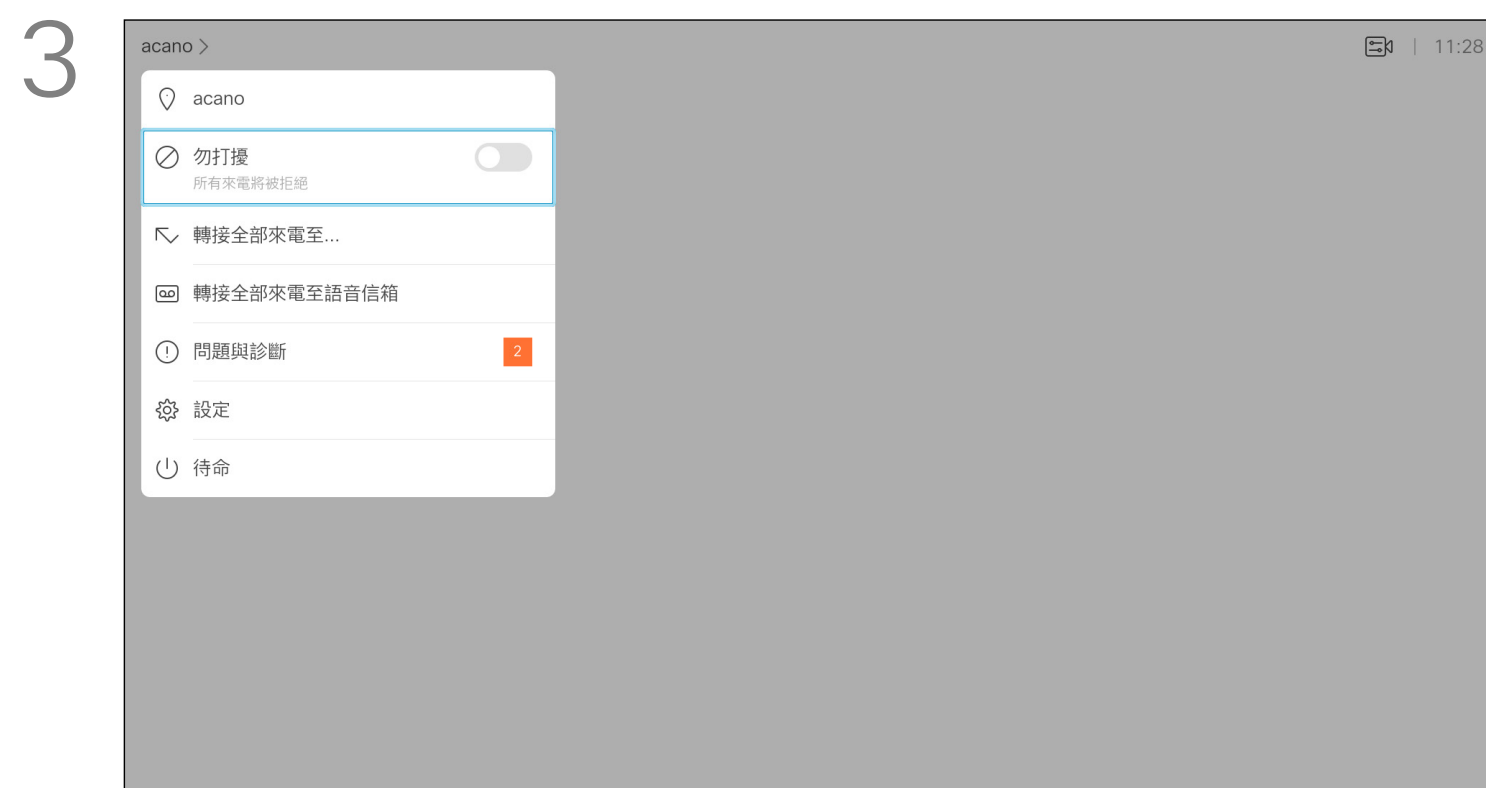 3
acano >
11:28
acano
勿打擾
所有來電將被拒絕
轉接全部來電至...
轉接全部來電至語音信箱
問題與診斷
2
設定
待命